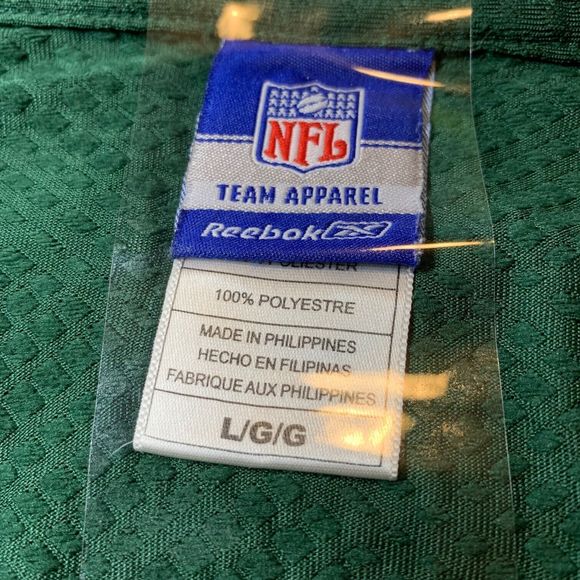 NFL
TEAM APPAREL
Reebok
100% POLYESTRE
MADE IN PHILIPPINES
HECHO EN FILIPINAS
FABRIQUE AUX PHILIPPINES
L/G/G